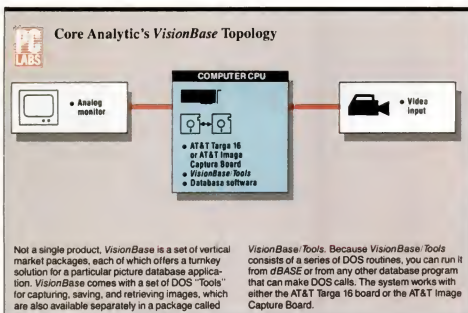 PC
LABS
Core Analytic's VisionBase Topology
COMPUTER CPU
• Analog
monitor
• AT&T Targa 16
or AT&T Image
Capture Board
• VisionBase/Tools
• Database software
• Video
input
Not a single product, VisionBase is a set of vertical
market packages, each of which offers a turnkey
solution for a particular picture database applica-
tion. VisionBase comes with a set of DOS "Tools"
for capturing, saving, and retrieving images, which
are also available separately in a package called
VisionBase/Tools. Because VisionBase/Tools
consists of a series of DOS routines, you can run it
from dBASE or from any other database program
that can make DOS calls. The system works with
either the AT&T Targa 16 board or the AT&T Image
Capture Board.